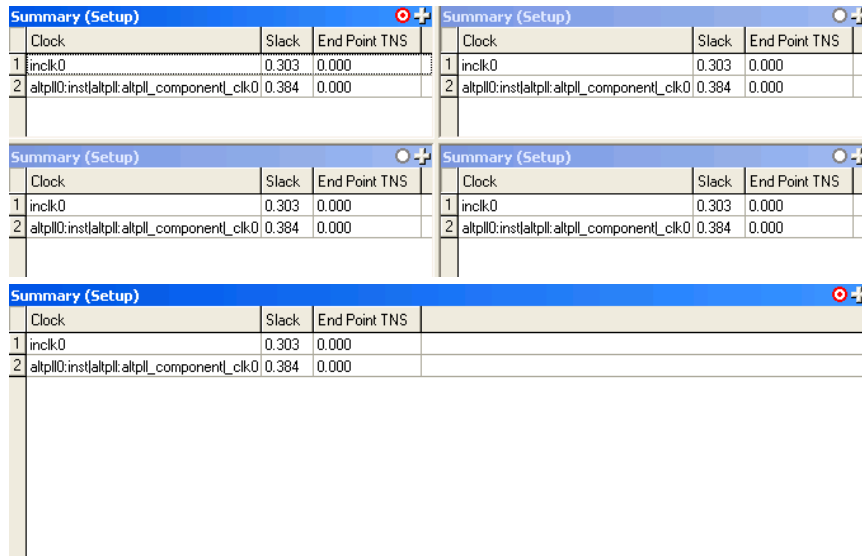 Summary (Setup)
Clock Slack End Point TNS
1 inclk0 0.303 0.000
2 altpll0:inst|altpll:altpll_component|_clk0 0.384 0.000
Summary (Setup)
Clock Slack End Point TNS
1 inclk0 0.303 0.000
2 altpll0:inst|altpll:altpll_component|_clk0 0.384 0.000
Summary (Setup)
Clock Slack End Point TNS
1 inclk0 0.303 0.000
2 altpll0:inst|altpll:altpll_component|_clk0 0.384 0.000
Summary (Setup)
Clock Slack End Point TNS
1 inclk0 0.303 0.000
2 altpll0:inst|altpll:altpll_component|_clk0 0.384 0.000
Summary (Setup)
Clock Slack End Point TNS
1 inclk0 0.303 0.000
2 altpll0:inst|altpll:altpll_component|_clk0 0.384 0.000